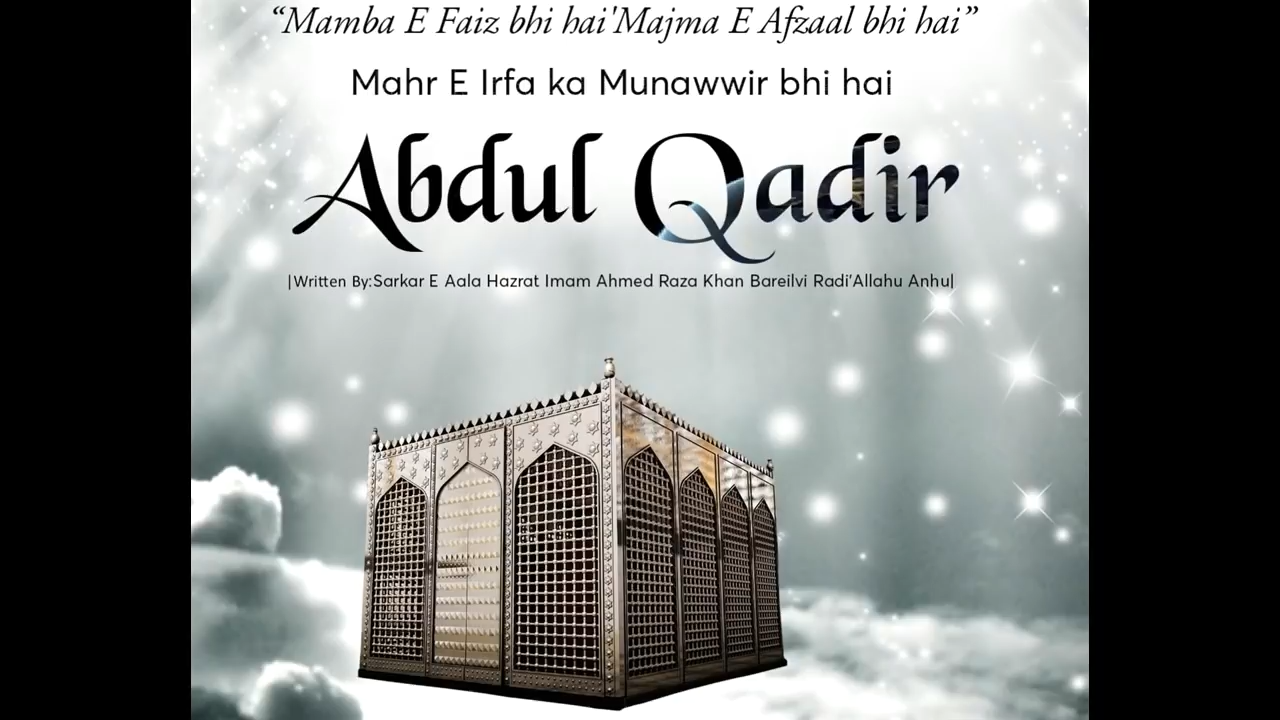 “Mamba E Faiz bhi hai'Majma E Afzaal bhi hai”
Mahr E Irfa ka Munawwir bhi hai
Abdul Qadir
|Written By:Sarkar E Aala Hazrat Imam Ahmed Raza Khan Bareilvi Radi'Allahu Anhu|